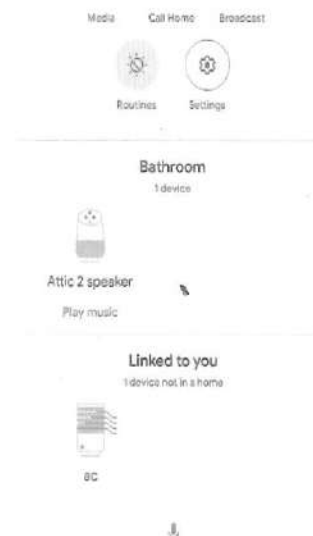 Media Call Home Broadcast
Routines Settings
Bathroom
1 device
Attic 2 speaker
Play music
Linked to you
1 device not in a home
ac